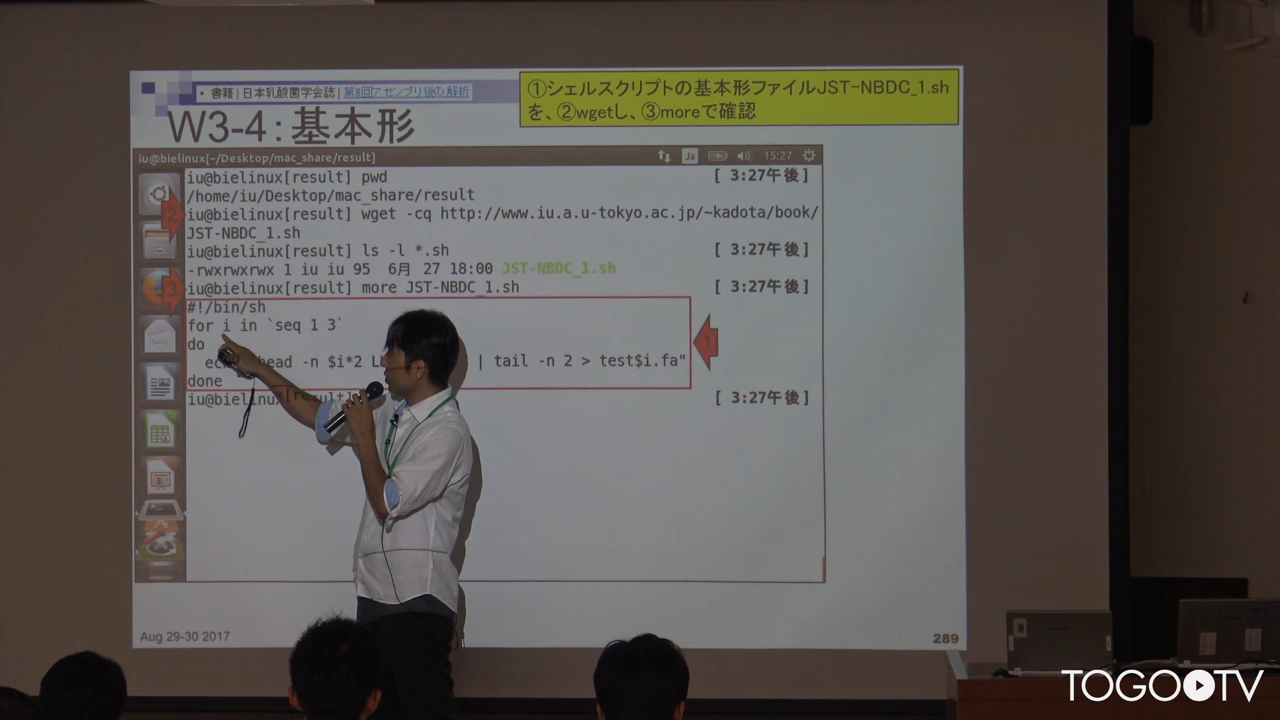 ・ 書籍 | 日本乳酸菌学会誌 | 第8回アセンブリ後の解析
W3-4:基本形
①シェルスクリプトの基本形ファイルJST-NBDC_1.sh
を、②wgetし、③moreで確認
iu@bielinux[~/Desktop/mac_share/result]
Ja 15:27
iu@bielinux[result] pwd [ 3:27午後]
/home/iu/Desktop/mac_share/result
iu@bielinux[result] wget -cq http://www.iu.a.u-tokyo.ac.jp/~kadota/book/
JST-NBDC_1.sh
iu@bielinux[result] ls -l *.sh [ 3:27午後]
-rwxrwxrwx 1 iu iu 95 6月 27 18:00 JST-NBDC_1.sh
iu@bielinux[result] more JST-NBDC_1.sh [ 3:27午後]
#!/bin/sh
for i in `seq 1 3`
do
head -n $i*2 | tail -n 2 > test$i.fa"
done
iu@bielinux[result] [ 3:27午後]
2
3
1
Aug 29-30 2017
289
TOGOTV